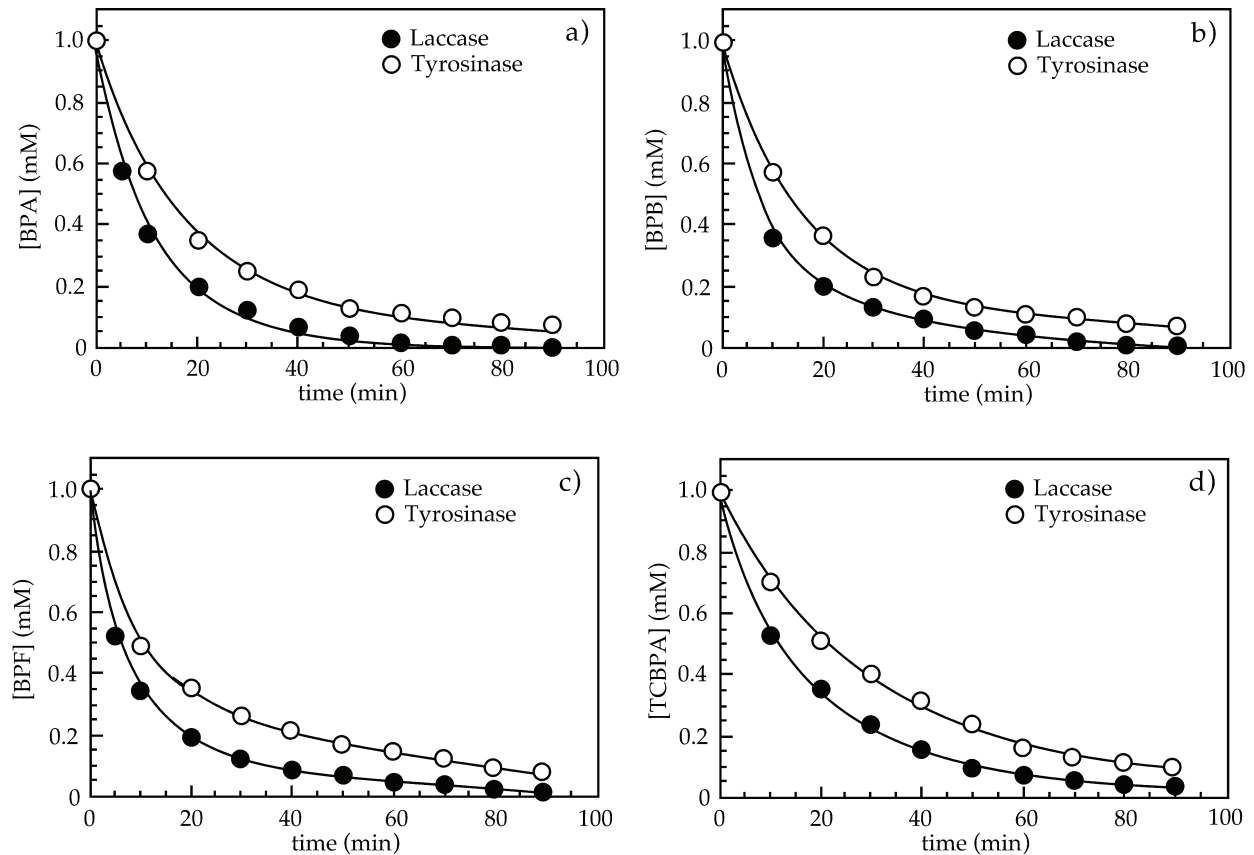 a)
Laccase
Tyrosinase
[BPA] (mM)
1.0
0.8
0.6
0.4
0.2
0
0 20 40 60 80 100
time (min)
b)
Laccase
Tyrosinase
[BPB] (mM)
1.0
0.8
0.6
0.4
0.2
0
0 20 40 60 80 100
time (min)
c)
Laccase
Tyrosinase
[BPF] (mM)
1.0
0.8
0.6
0.4
0.2
0
0 20 40 60 80 100
time (min)
d)
Laccase
Tyrosinase
[TCBPA] (mM)
1.0
0.8
0.6
0.4
0.2
0
0 20 40 60 80 100
time (min)